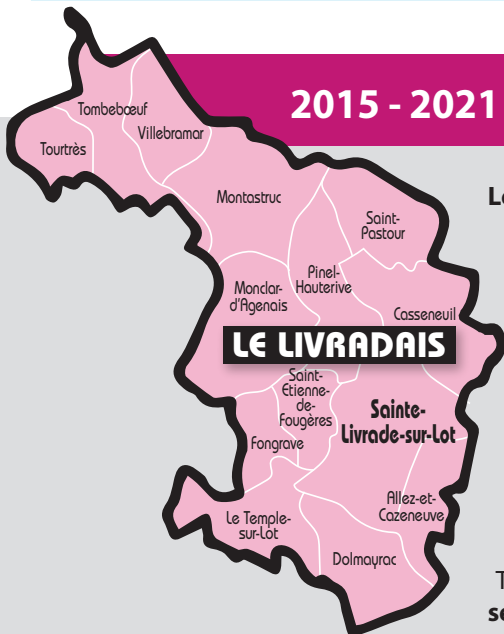 2015 - 2021
Tombebœuf
Villebramar
Tourtrès
Montastruc
Saint-
Pastour
Pinel-
Hauterive
Monclar-
d'Agenais
Casseneuil
LE LIVRADAIS
Saint-
Etienne-
de-
Fougères
Sainte-
Livrade-sur-Lot
Fongrave
Allez-et-
Cazeneuve
Le Temple-
sur-Lot
Dolmayrac